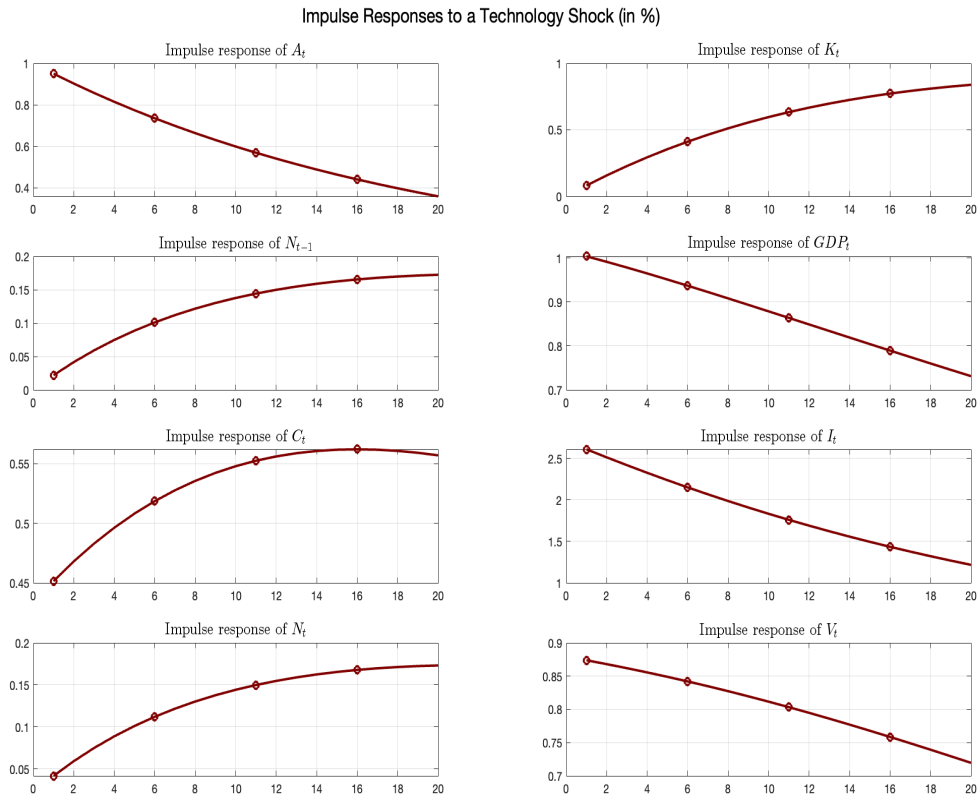 Impulse Responses to a Technology Shock (in %)
Impulse response of A_t
1
0.8
0.6
0.4
0 2 4 6 8 10 12 14 16 18 20
Impulse response of K_t
1
0.5
0
0 2 4 6 8 10 12 14 16 18 20
Impulse response of N_{t−1}
0.2
0.15
0.1
0.05
0
0 2 4 6 8 10 12 14 16 18 20
Impulse response of GDP_t
1
0.9
0.8
0.7
0 2 4 6 8 10 12 14 16 18 20
Impulse response of C_t
0.55
0.5
0.45
0 2 4 6 8 10 12 14 16 18 20
Impulse response of I_t
2.5
2
1.5
1
0 2 4 6 8 10 12 14 16 18 20
Impulse response of N_t
0.2
0.15
0.1
0.05
0 2 4 6 8 10 12 14 16 18 20
Impulse response of V_t
0.9
0.85
0.8
0.75
0.7
0 2 4 6 8 10 12 14 16 18 20